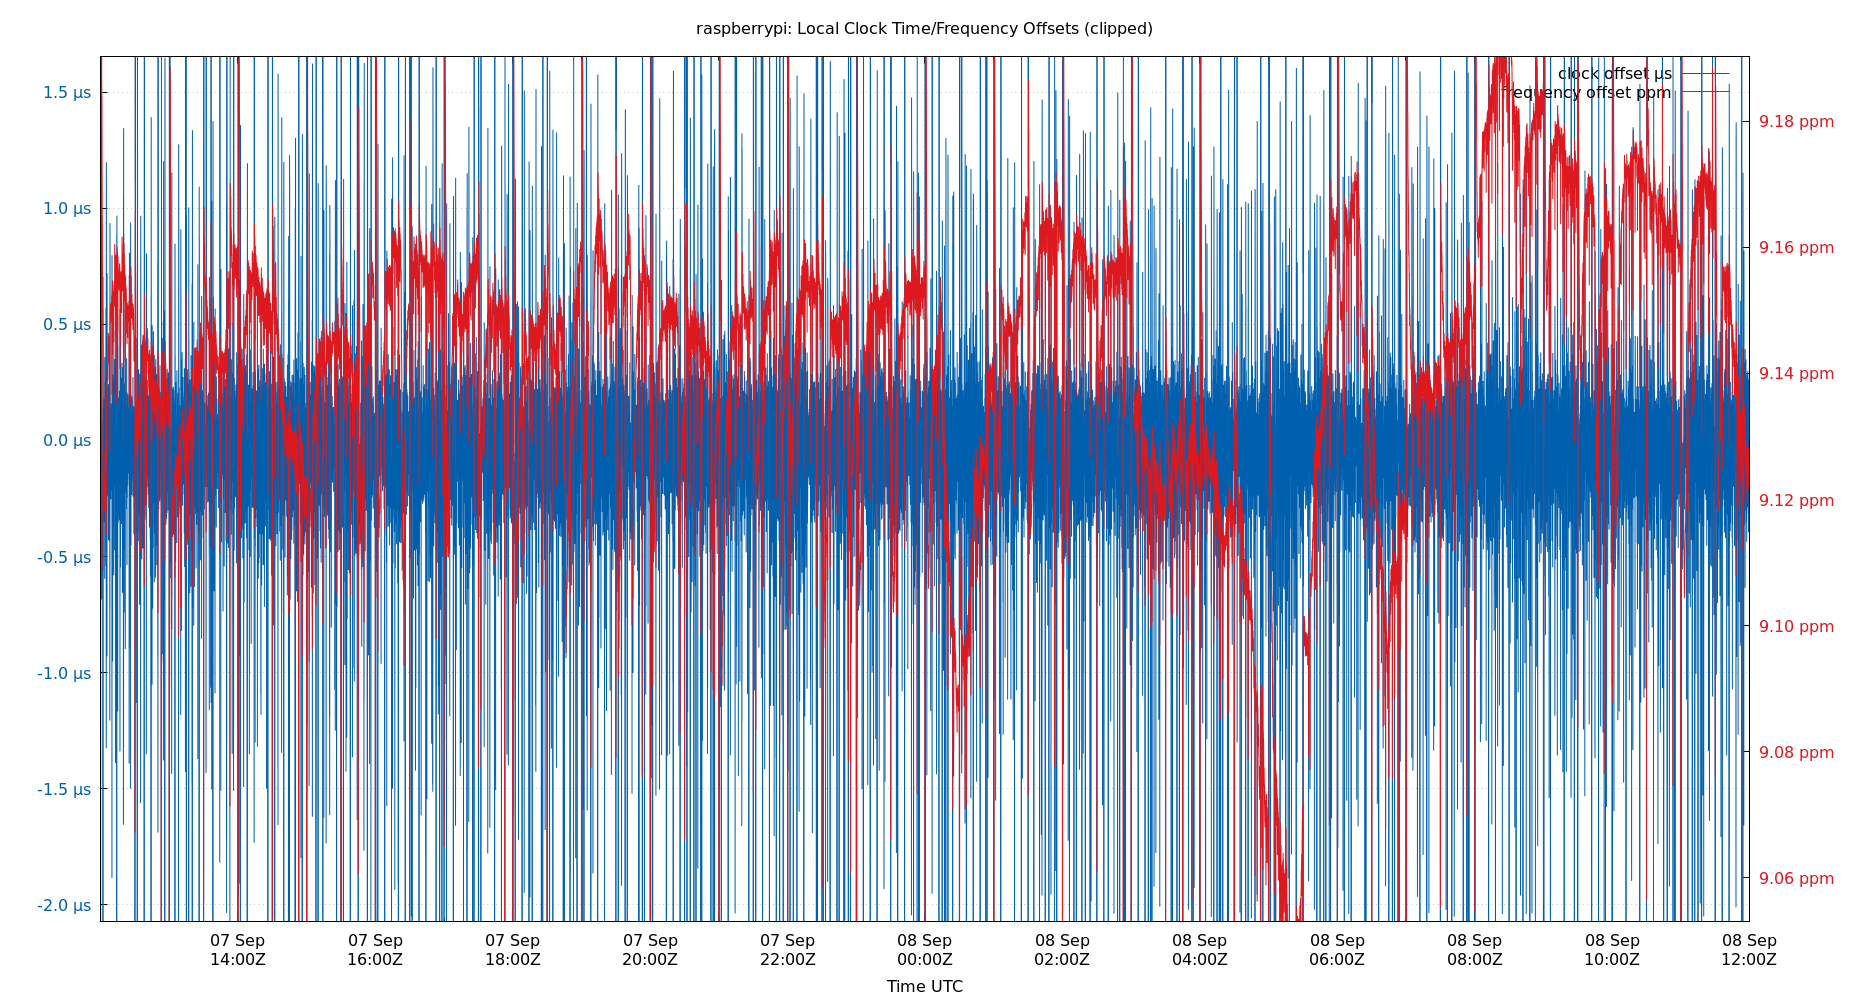 raspberrypi: Local Clock Time/Frequency Offsets (clipped)
clock offset µs
frequency offset ppm
1.5 µs
1.0 µs
0.5 µs
0.0 µs
-0.5 µs
-1.0 µs
-1.5 µs
-2.0 µs
9.18 ppm
9.16 ppm
9.14 ppm
9.12 ppm
9.10 ppm
9.08 ppm
9.06 ppm
07 Sep 07 Sep 07 Sep 07 Sep 07 Sep 08 Sep 08 Sep 08 Sep 08 Sep 08 Sep 08 Sep 08 Sep
14:00Z 16:00Z 18:00Z 20:00Z 22:00Z 00:00Z 02:00Z 04:00Z 06:00Z 08:00Z 10:00Z 12:00Z
Time UTC